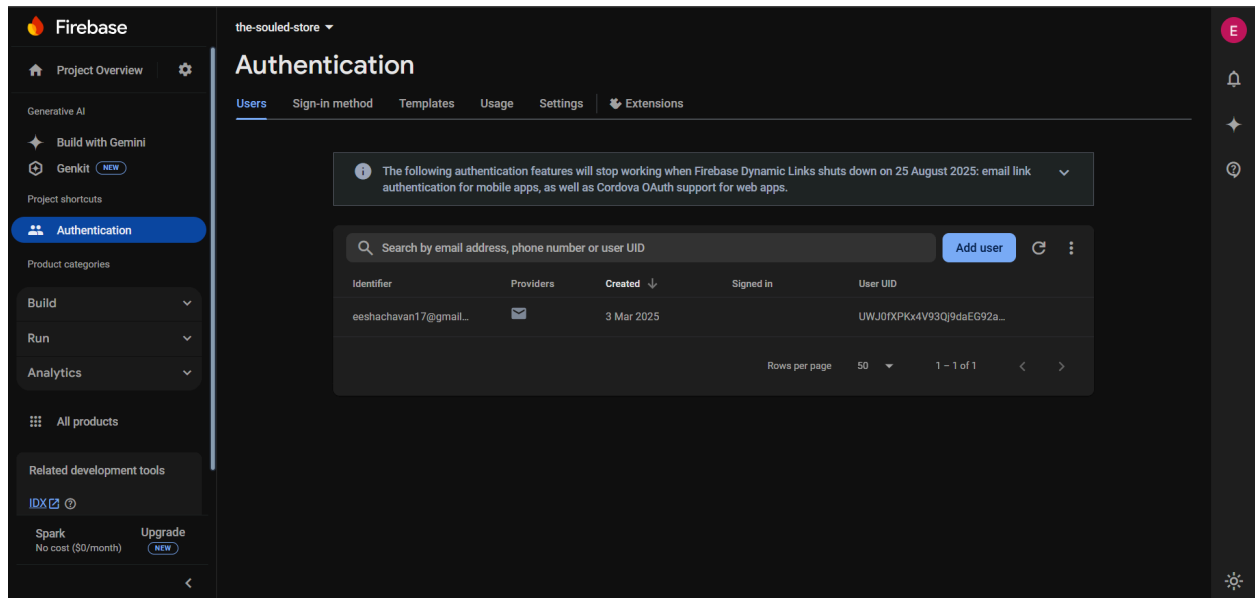 Firebase
Project Overview
Generative AI
Build with Gemini
Genkit NEW
Project shortcuts
Authentication
Product categories
Build
Run
Analytics
All products
Related development tools
IDX
Spark
No cost ($0/month)
Upgrade
NEW
the-souled-store
Authentication
Users Sign-in method Templates Usage Settings Extensions
The following authentication features will stop working when Firebase Dynamic Links shuts down on 25 August 2025: email link
authentication for mobile apps, as well as Cordova OAuth support for web apps.
Search by email address, phone number or user UID
Add user
Identifier Providers Created Signed in User UID
eeshachavan17@gmail... 3 Mar 2025 UWJ0fXPKx4V93Qj9daEG92a...
Rows per page 50 1 – 1 of 1
E